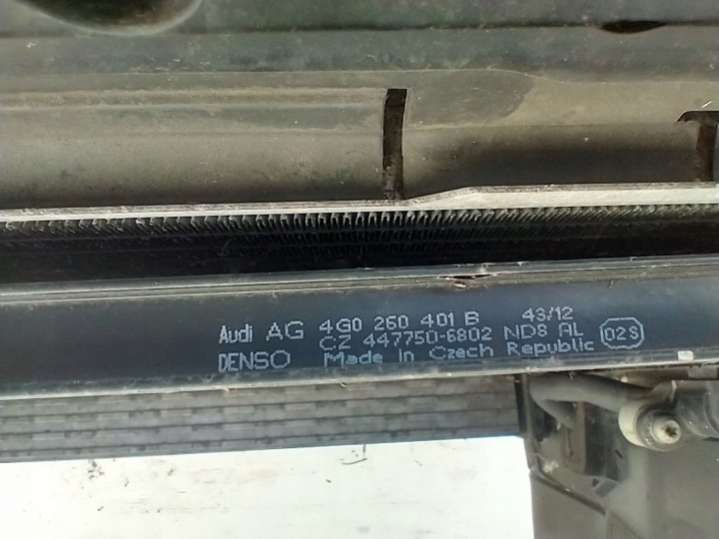 Audi AG 4G0 260 401 B 43/12
CZ 447750-6802 ND8 AL 02S
DENSO Made in Czech Republic